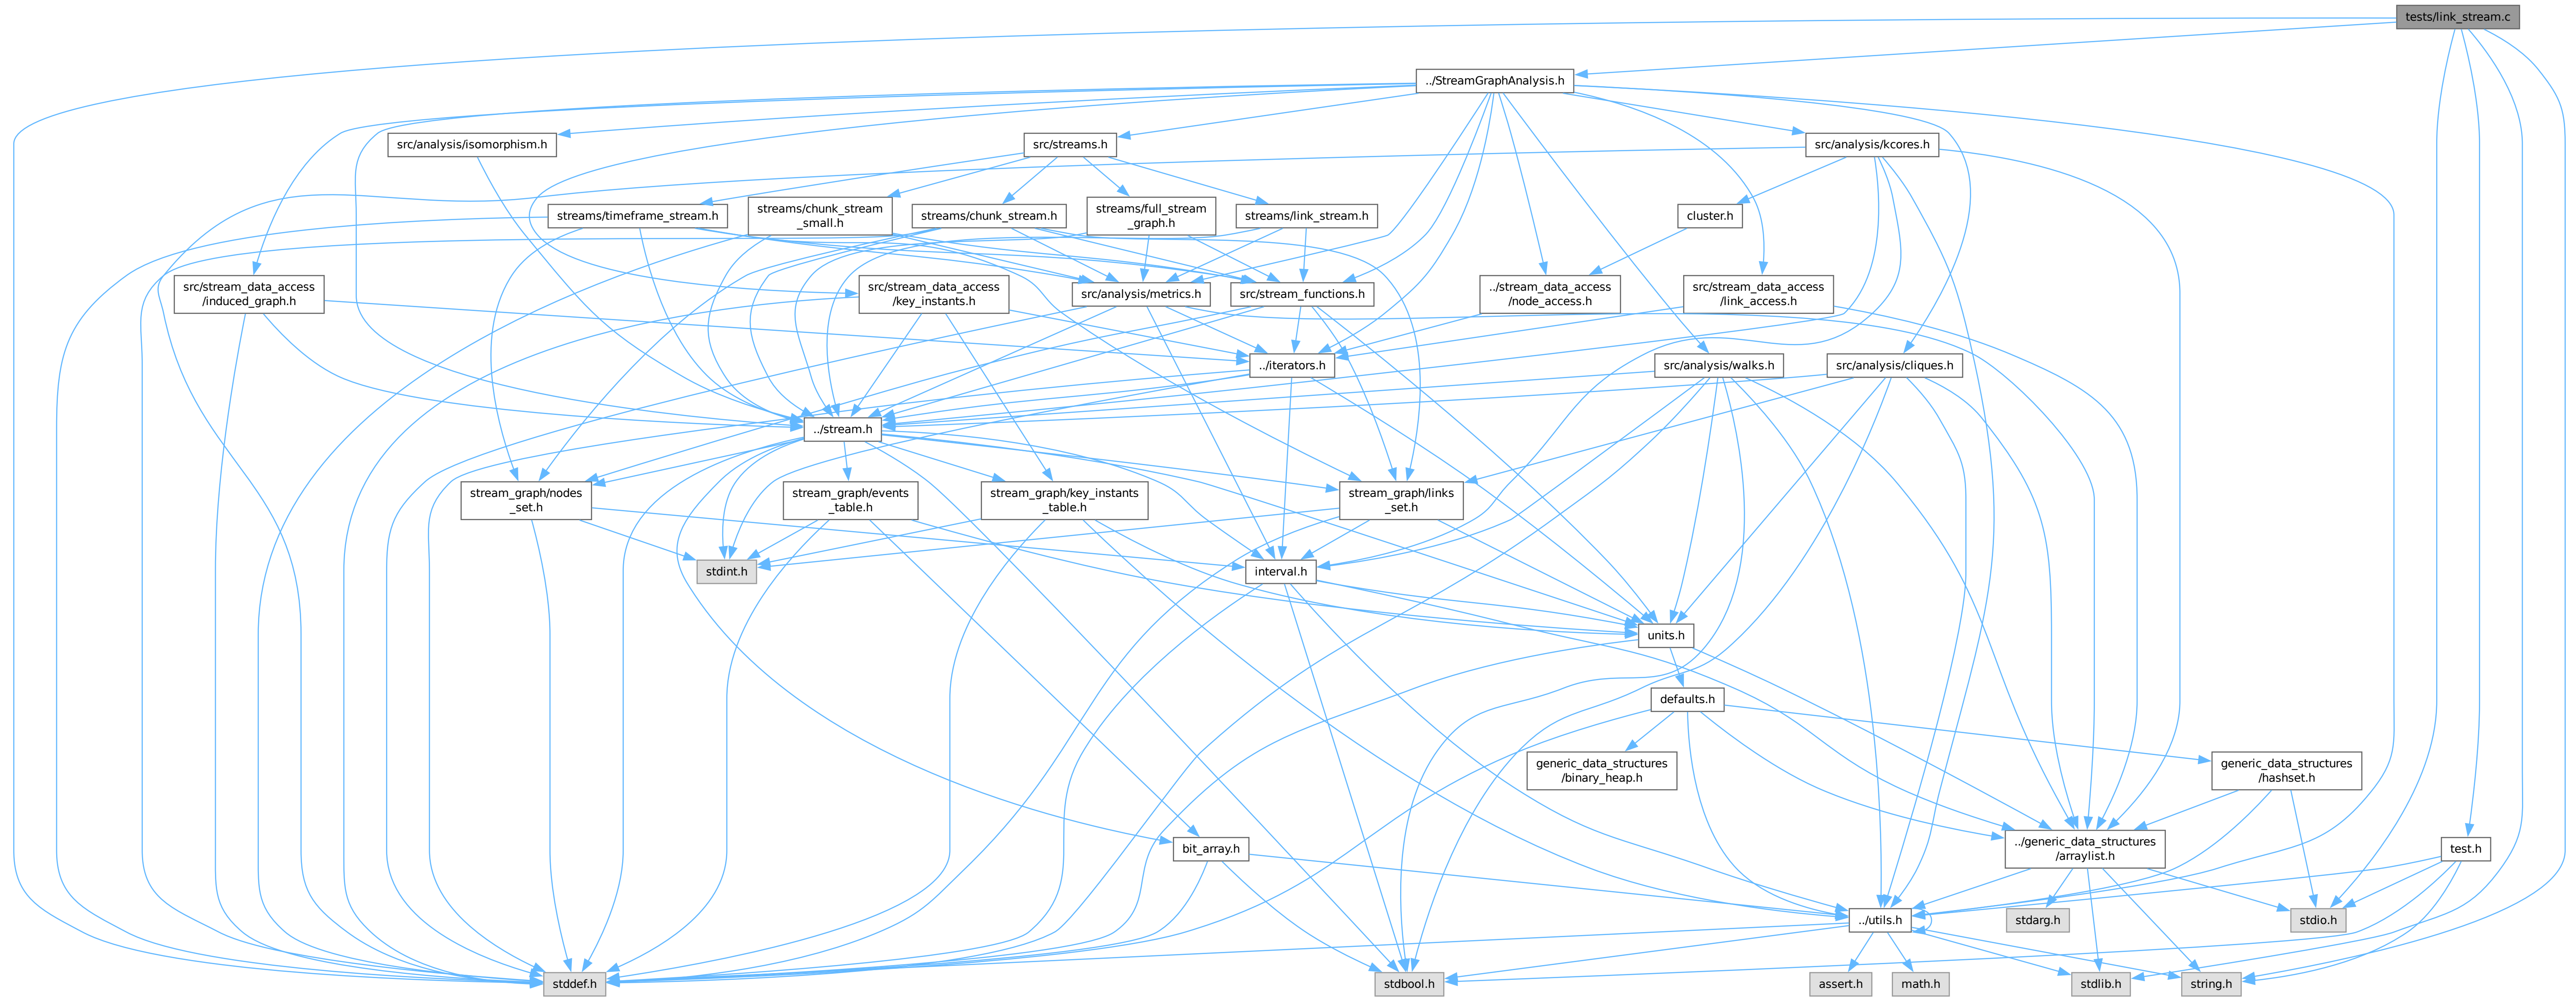 tests/link_stream.c
../StreamGraphAnalysis.h
src/analysis/isomorphism.h
src/streams.h
src/analysis/kcores.h
streams/timeframe_stream.h
streams/chunk_stream
_small.h
streams/chunk_stream.h
streams/full_stream
_graph.h
streams/link_stream.h
cluster.h
src/stream_data_access
/induced_graph.h
src/stream_data_access
/key_instants.h
src/analysis/metrics.h
src/stream_functions.h
../stream_data_access
/node_access.h
src/stream_data_access
/link_access.h
../iterators.h
src/analysis/walks.h
src/analysis/cliques.h
../stream.h
stream_graph/nodes
_set.h
stream_graph/events
_table.h
stream_graph/key_instants
_table.h
stream_graph/links
_set.h
stdint.h
interval.h
units.h
defaults.h
generic_data_structures
/binary_heap.h
generic_data_structures
/hashset.h
bit_array.h
../generic_data_structures
/arraylist.h
test.h
../utils.h
stdarg.h
stdio.h
stddef.h
stdbool.h
assert.h
math.h
stdlib.h
string.h